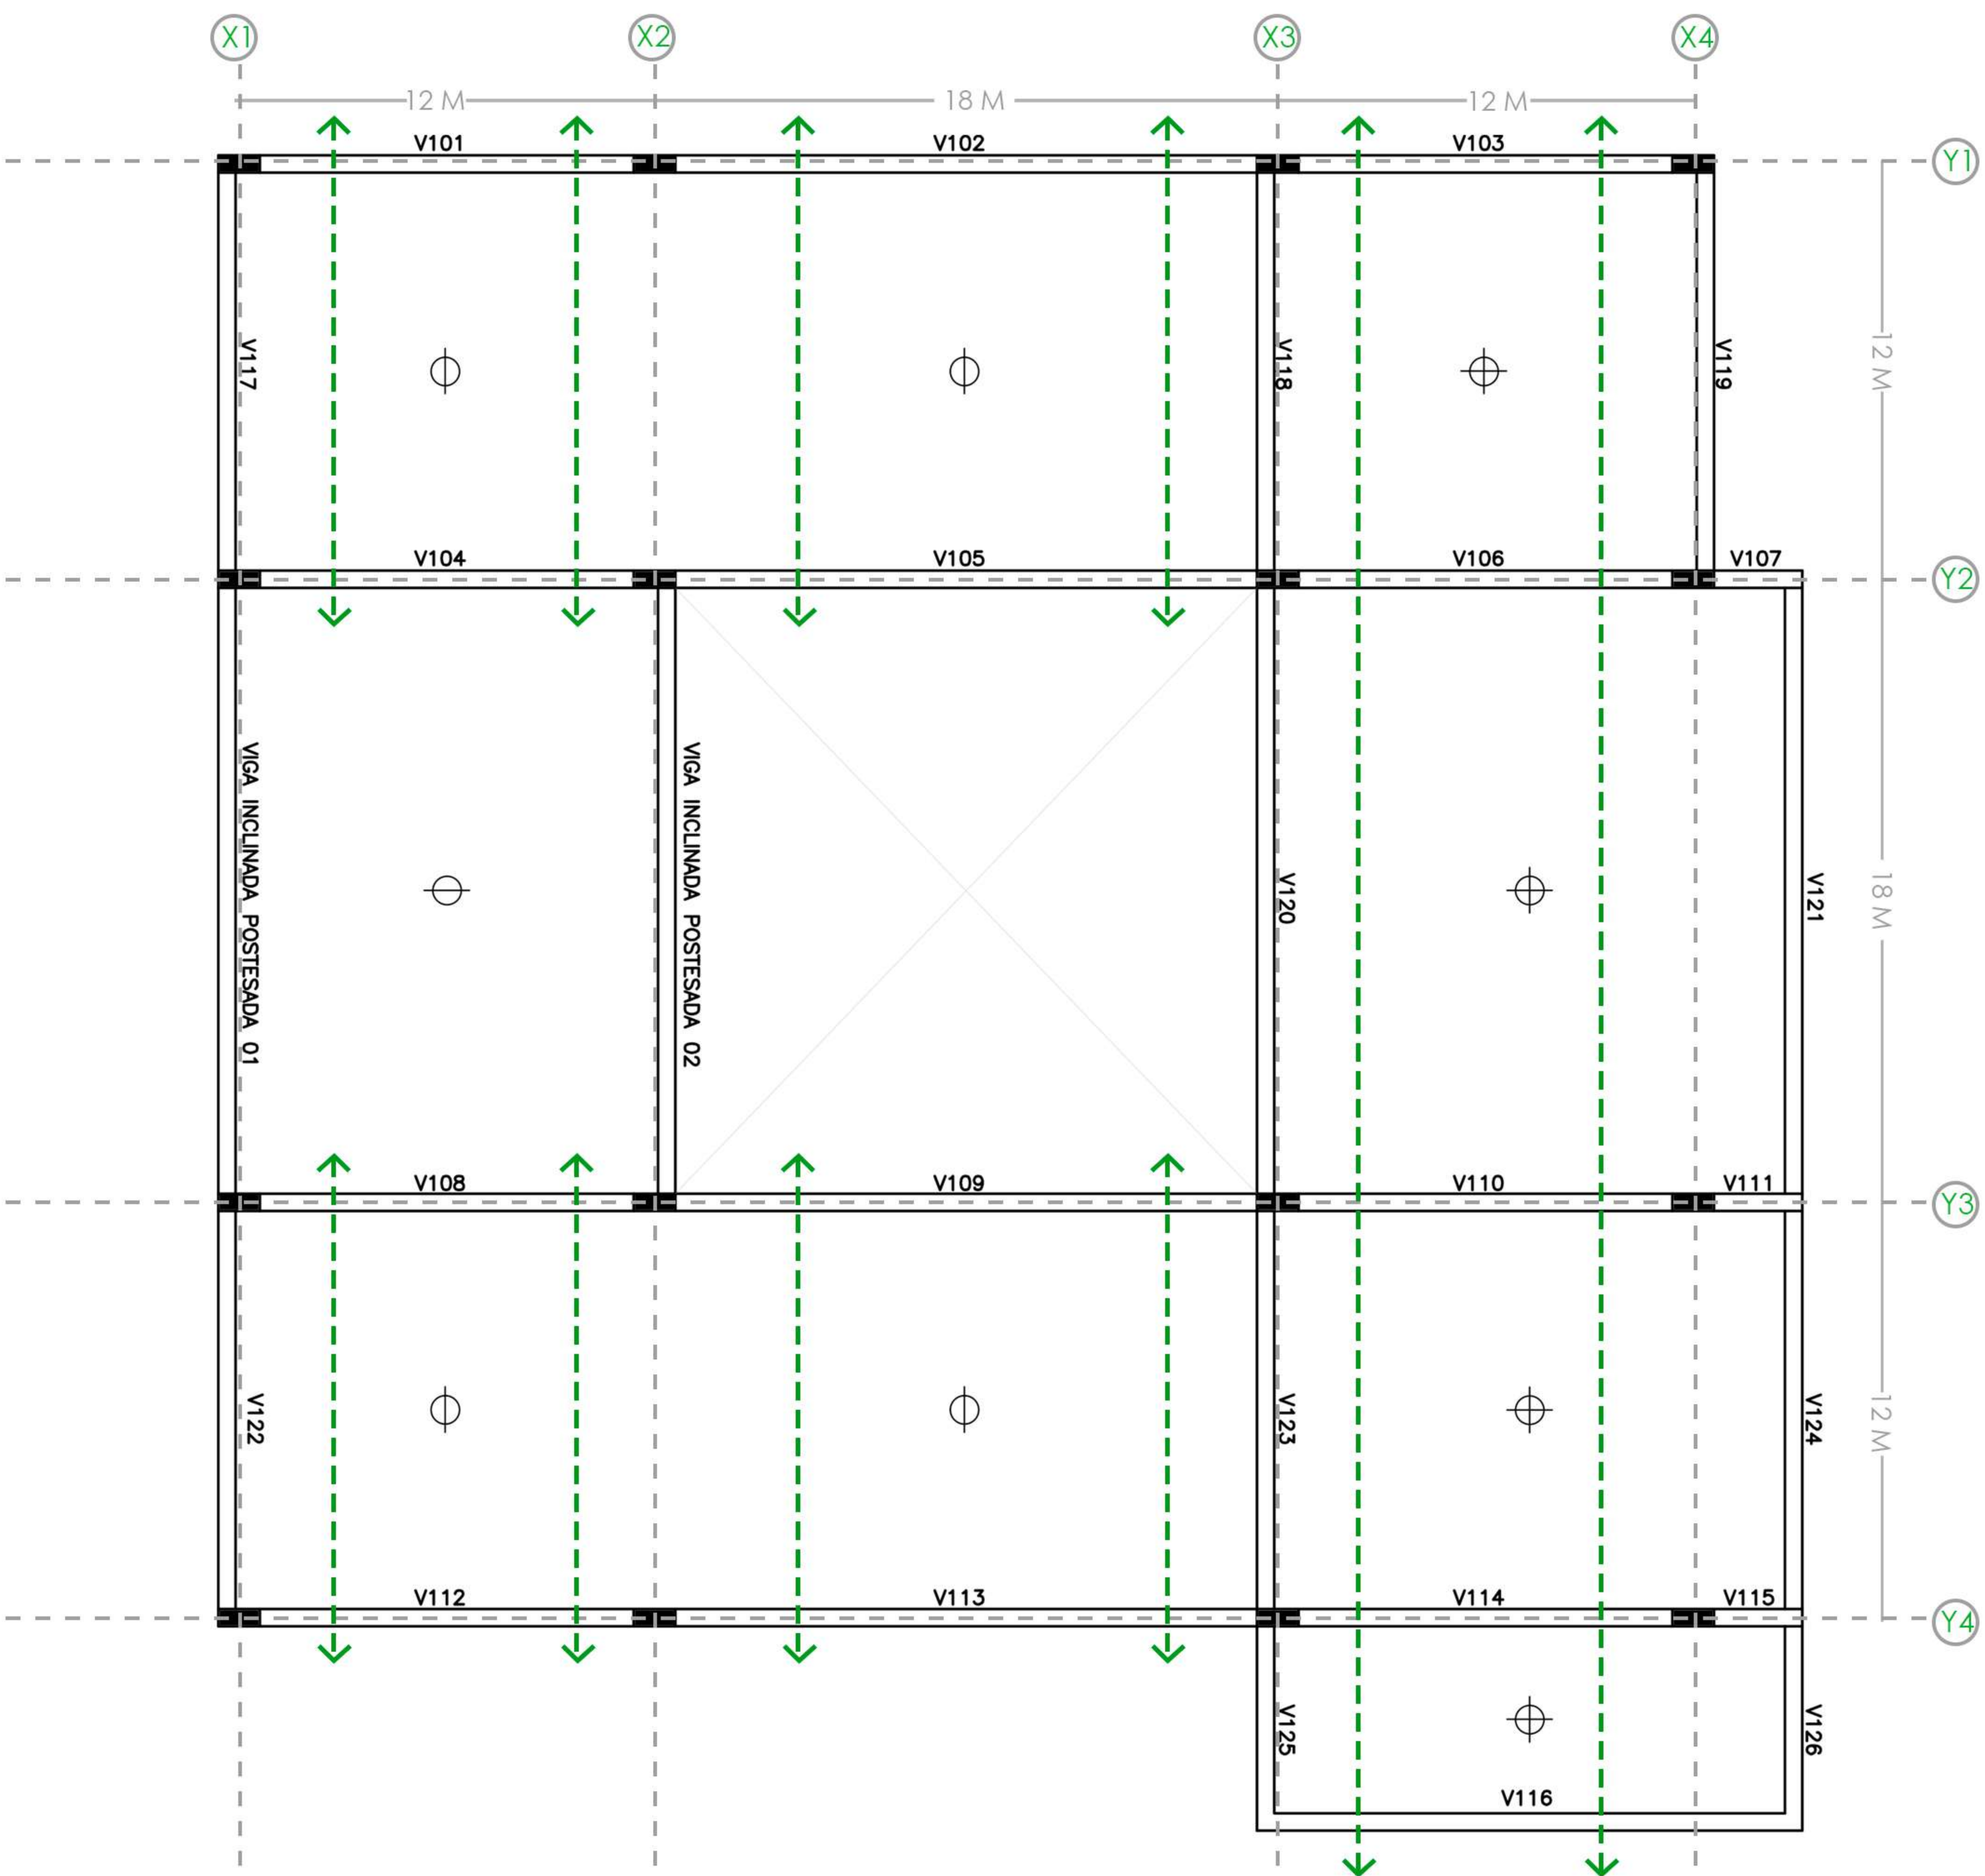 X1
X2
X3
X4
12 M
18 M
12 M
V101
V102
V103
Y1
V117
V118
V119
12 M
V104
V105
V106
V107
Y2
VIGA INCLINADA POSTESADA 01
VIGA INCLINADA POSTESADA 02
V120
V121
18 M
V108
V109
V110
V111
Y3
V122
V123
V124
12 M
V112
V113
V114
V115
Y4
V125
V126
V116